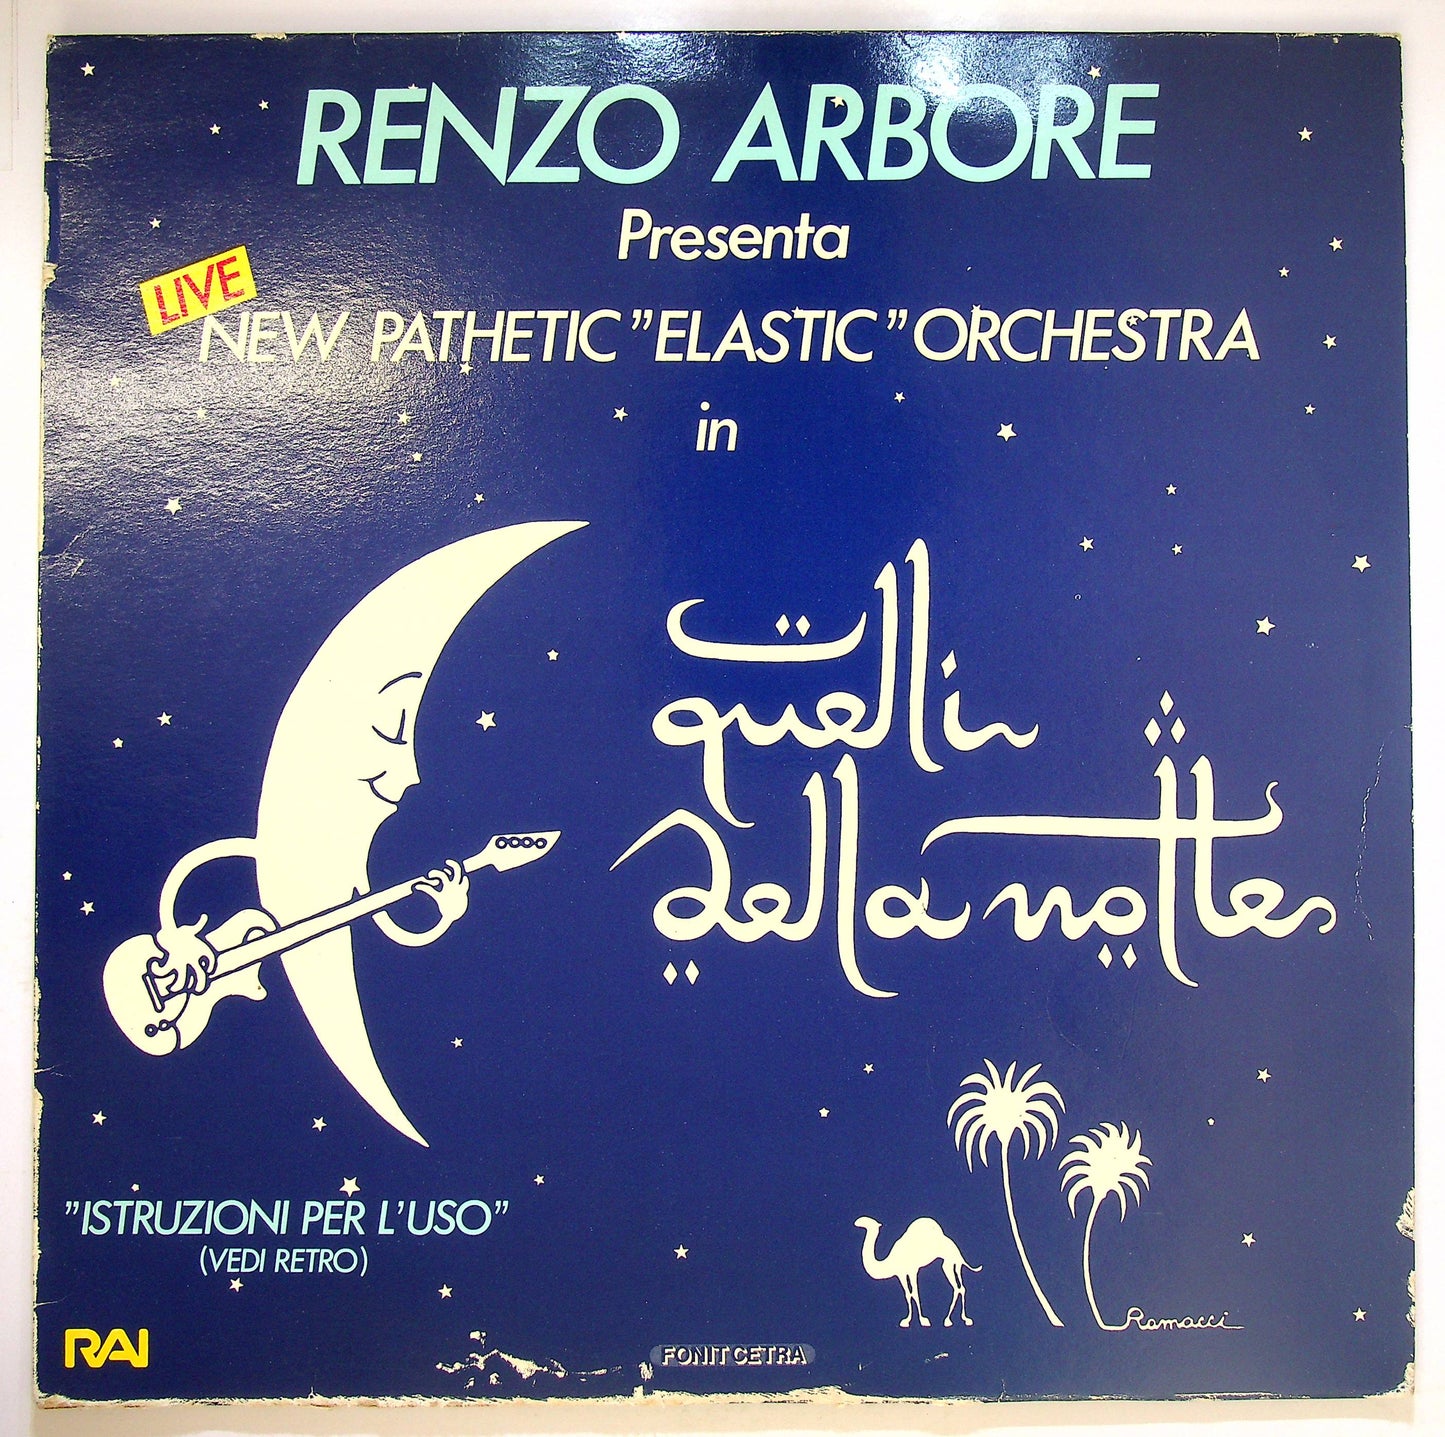 RENZO ARBORE
Presenta
LIVE
NEW PATHETIC "ELASTIC" ORCHESTRA
in
quelli
della notte
"ISTRUZIONI PER L'USO"
(VEDI RETRO)
Ramacci
RAI
FONIT CETRA